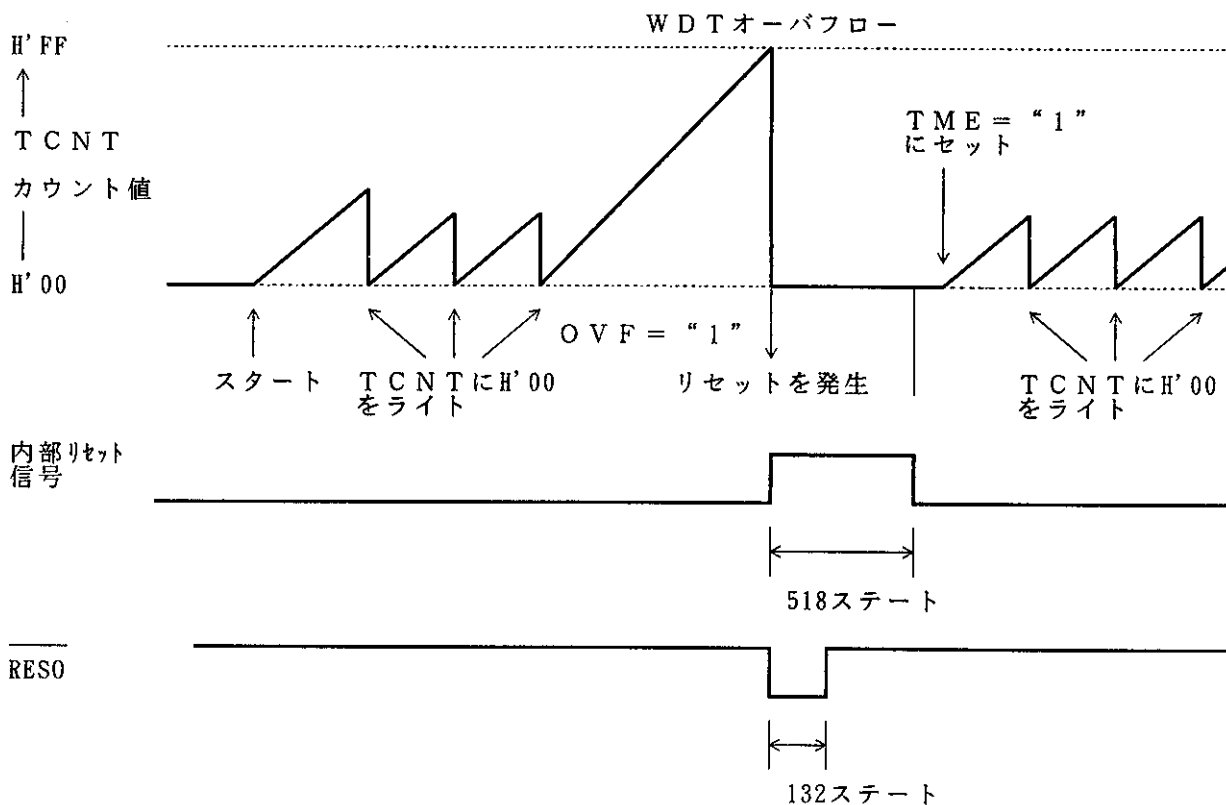 WDTオーバフロー
H'FF
TCNT
カウント値
H'00
TME=“1”
にセット
OVF=“1”
スタート
TCNTにH'00
をライト
リセットを発生
TCNTにH'00
をライト
内部リセット
信号
518ステート
RESO
132ステート